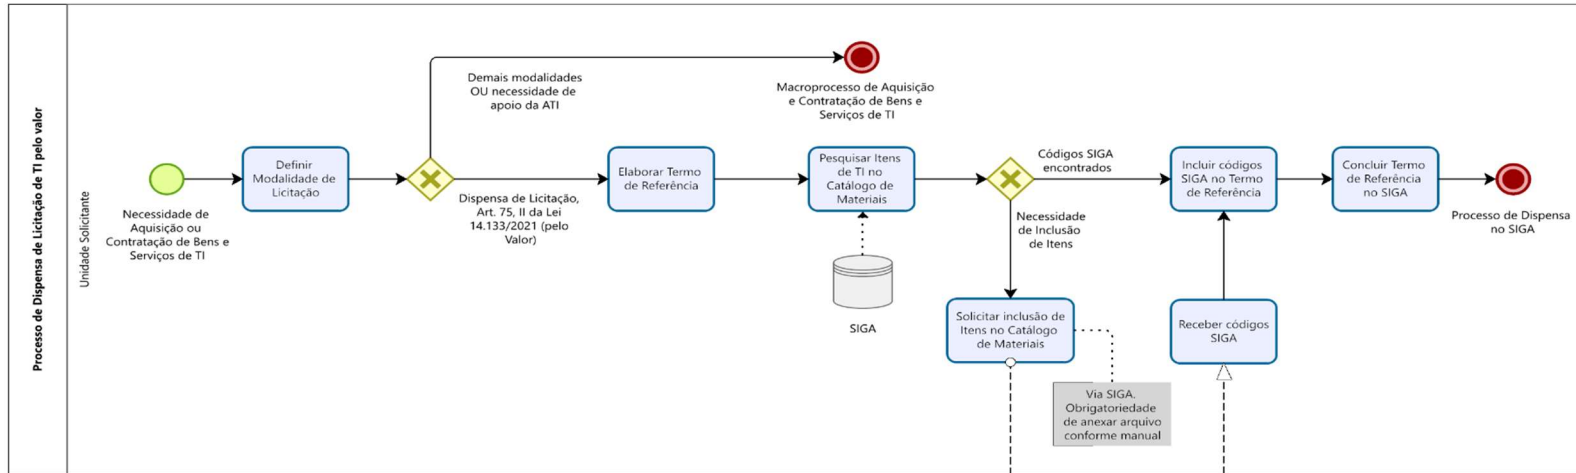 Processo de Dispensa de Licitação de TI pelo valor
Unidade Solicitante
Necessidade de
Aquisição ou
Contratação de Bens e
Serviços de TI
Definir
Modalidade de
Licitação
Demais modalidades
OU necessidade de
apoio da ATI
Macroprocesso de Aquisição
e Contratação de Bens e
Serviços de TI
Dispensa de Licitação,
Art. 75, II da Lei
14.133/2021 (pelo
Valor)
Elaborar Termo
de Referência
Pesquisar Itens
de TI no
Catálogo de
Materiais
SIGA
Códigos SIGA
encontrados
Necessidade
de Inclusão
de Itens
Solicitar inclusão de
Itens no Catálogo
de Materiais
Via SIGA.
Obrigatoriedade
de anexar arquivo
conforme manual
Receber códigos
SIGA
Incluir códigos
SIGA no Termo
de Referência
Concluir Termo
de Referência
no SIGA
Processo de Dispensa
no SIGA